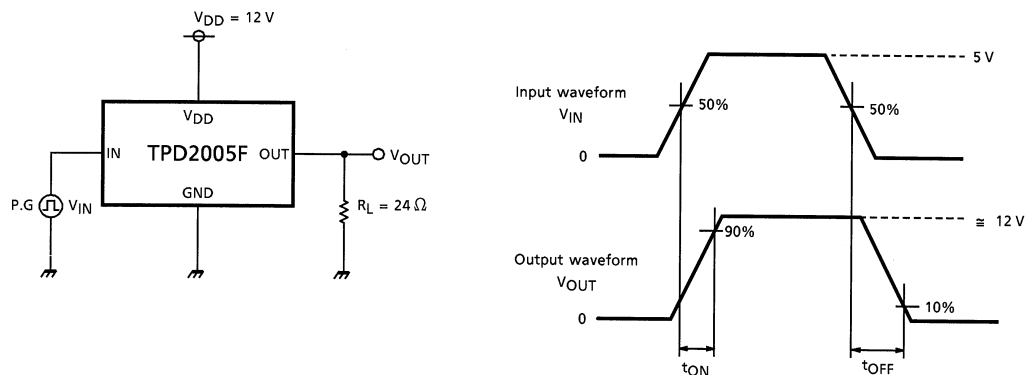 VDD = 12 V
VDD
IN
TPD2005F
OUT
VOUT
GND
P.G
VIN
RL = 24 Ω
Input waveform
VIN
0
50%
50%
5 V
Output waveform
VOUT
0
90%
≅ 12 V
10%
tON
tOFF